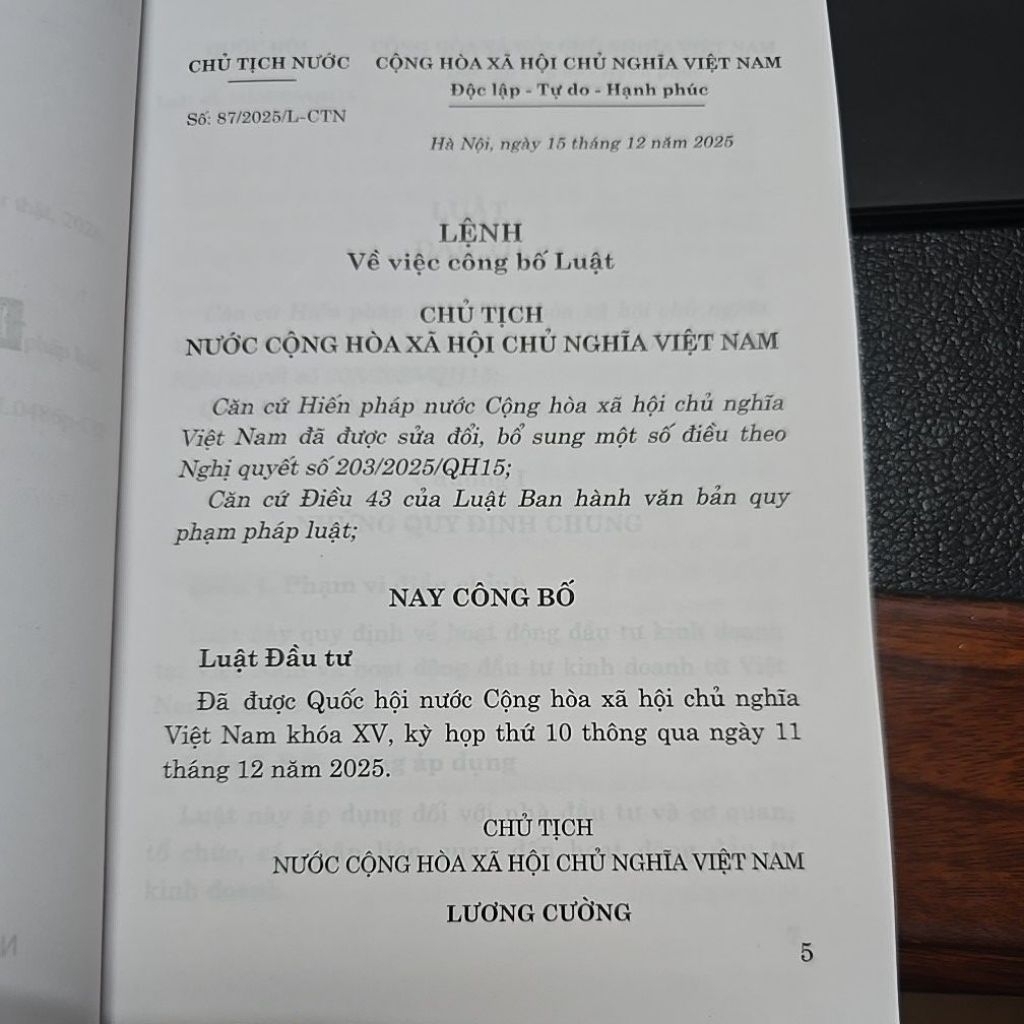 CHỦ TỊCH NƯỚC
CỘNG HÒA XÃ HỘI CHỦ NGHĨA VIỆT NAM
Độc lập - Tự do - Hạnh phúc
Số: 87/2025/L-CTN
Hà Nội, ngày 15 tháng 12 năm 2025
LỆNH
Về việc công bố Luật
CHỦ TỊCH
NƯỚC CỘNG HÒA XÃ HỘI CHỦ NGHĨA VIỆT NAM
Căn cứ Hiến pháp nước Cộng hòa xã hội chủ nghĩa
Việt Nam đã được sửa đổi, bổ sung một số điều theo
Nghị quyết số 203/2025/QH15;
Căn cứ Điều 43 của Luật Ban hành văn bản quy
phạm pháp luật;
NAY CÔNG BỐ
Luật Đầu tư
Đã được Quốc hội nước Cộng hòa xã hội chủ nghĩa
Việt Nam khóa XV, kỳ họp thứ 10 thông qua ngày 11
tháng 12 năm 2025.
CHỦ TỊCH
NƯỚC CỘNG HÒA XÃ HỘI CHỦ NGHĨA VIỆT NAM
LƯƠNG CƯỜNG
5